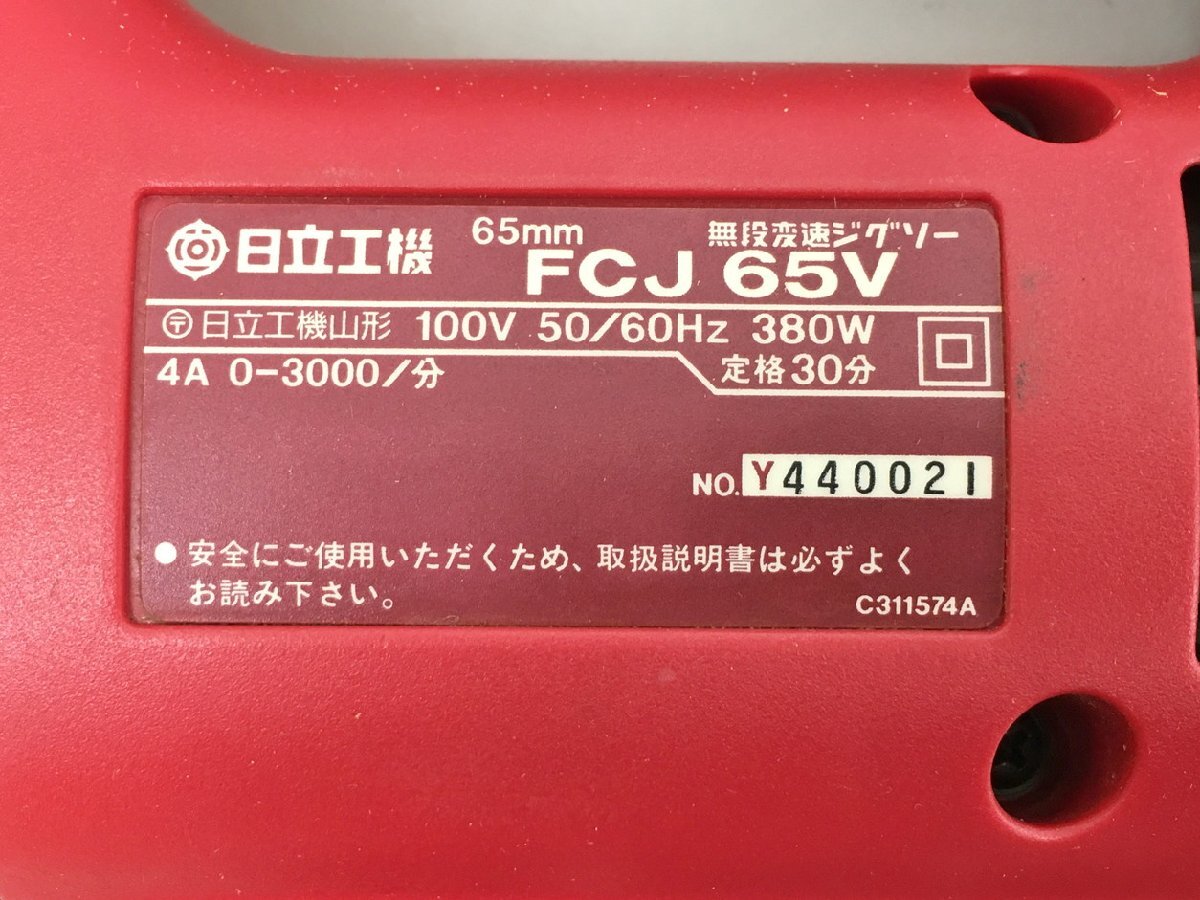 日立工機 65mm 無段変速ジグソー
FCJ 65V
〒 日立工機山形 100V 50/60Hz 380W
4A 0-3000/分 定格30分
NO. Y440021
● 安全にご使用いただくため、取扱説明書は必ずよく
お読み下さい。
C311574A